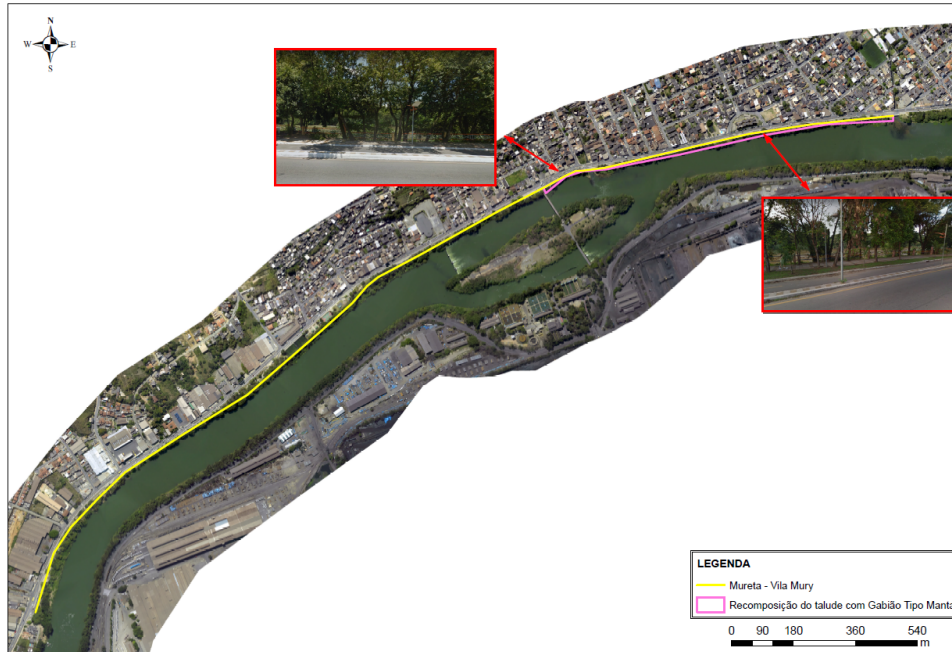 N
W E
S
LEGENDA
Mureta - Vila Mury
Recomposição do talude com Gabião Tipo Manta
0 90 180 360 540
m